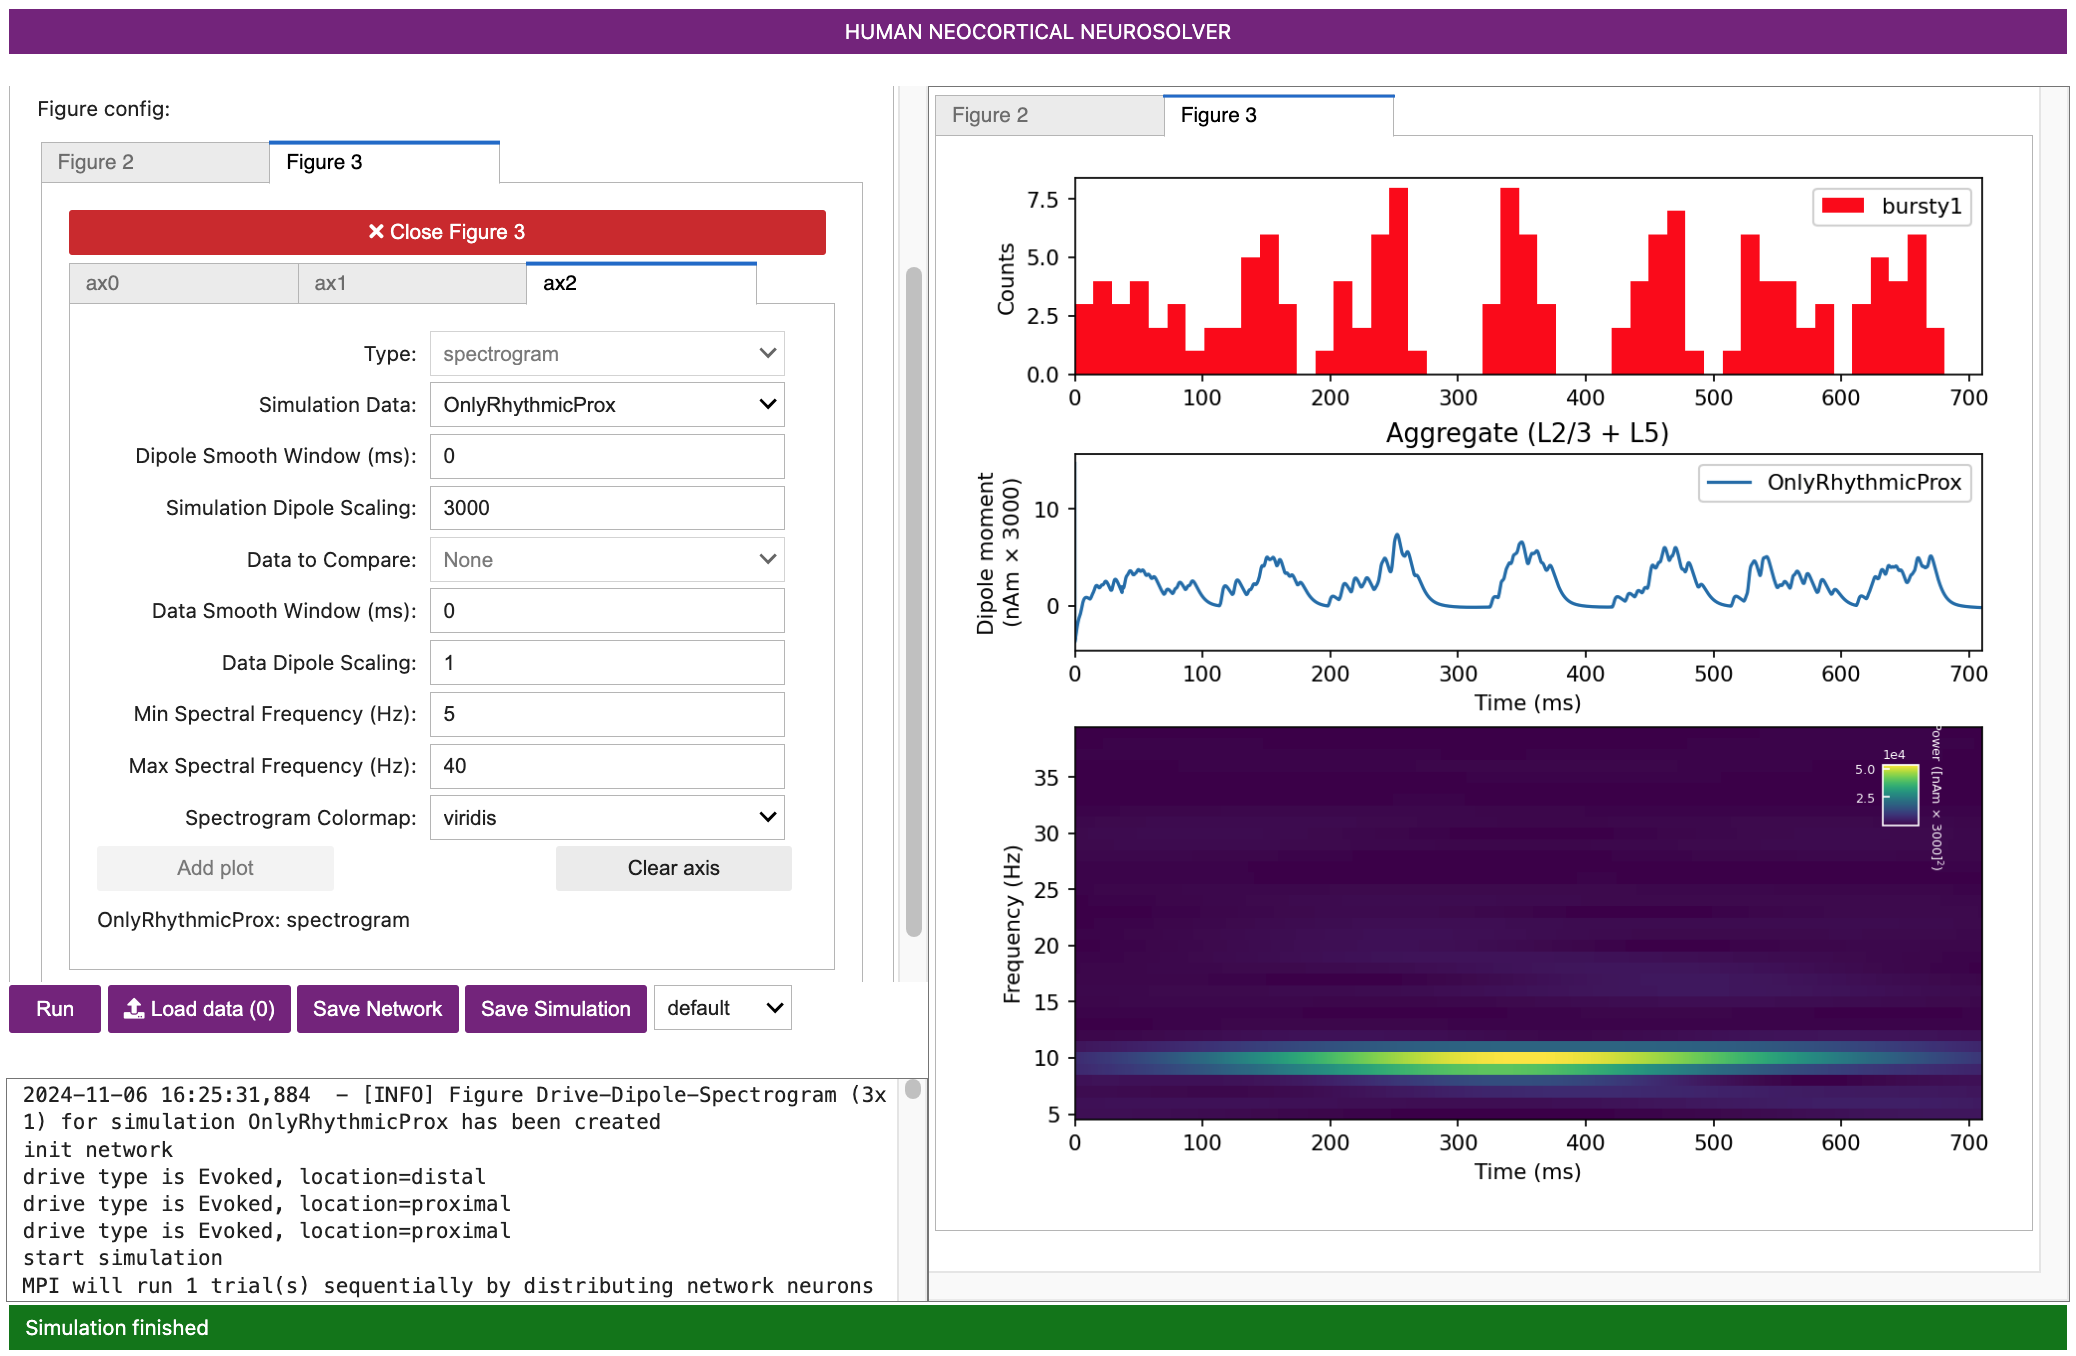 HUMAN NEOCORTICAL NEUROSOLVER
Figure config:
Figure 2
Figure 3
Close Figure 3
ax0
ax1
ax2
Type:
spectrogram
Simulation Data:
OnlyRhythmicProx
Dipole Smooth Window (ms):
0
Simulation Dipole Scaling:
3000
Data to Compare:
None
Data Smooth Window (ms):
0
Data Dipole Scaling:
1
Min Spectral Frequency (Hz):
5
Max Spectral Frequency (Hz):
40
Spectrogram Colormap:
viridis
Add plot
Clear axis
OnlyRhythmicProx: spectrogram
Run
Load data (0)
Save Network
Save Simulation
default
2024-11-06 16:25:31,884  - [INFO] Figure Drive-Dipole-Spectrogram (3x
1) for simulation OnlyRhythmicProx has been created
init network
drive type is Evoked, location=distal
drive type is Evoked, location=proximal
drive type is Evoked, location=proximal
start simulation
MPI will run 1 trial(s) sequentially by distributing network neurons
Simulation finished
Figure 2
Figure 3
Counts
7.5
5.0
2.5
0.0
bursty1
0 100 200 300 400 500 600 700
Aggregate (L2/3 + L5)
Dipole moment
(nAm × 3000)
10
0
OnlyRhythmicProx
0 100 200 300 400 500 600 700
Time (ms)
Frequency (Hz)
35
30
25
20
15
10
5
1e4
5.0
2.5
Power ([nAm × 3000]²)
0 100 200 300 400 500 600 700
Time (ms)